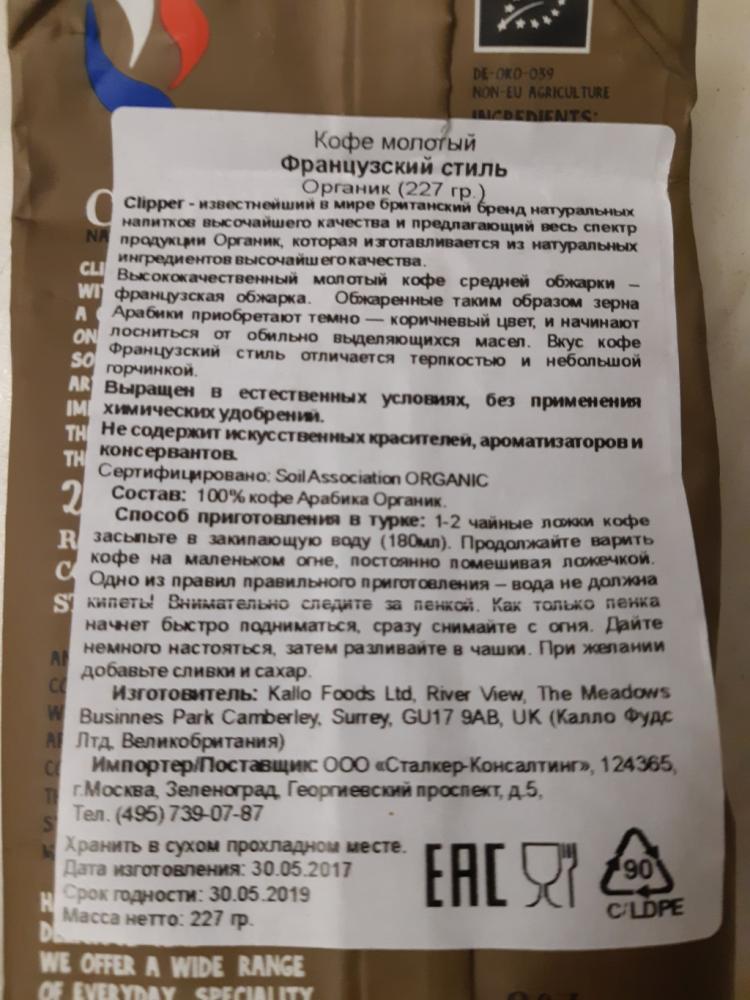 DE-ÖKO-039
NON-EU AGRICULTURE
INGREDIENTS:
Кофе молотый
Французский стиль
Органик (227 гр.)
Clipper - известнейший в мире британский бренд натуральных
напитков высочайшего качества и предлагающий весь спектр
продукции Органик, которая изготавливается из натуральных
ингредиентов высочайшего качества.
Высококачественный молотый кофе средней обжарки –
французская обжарка. Обжаренные таким образом зерна
Арабики приобретают темно — коричневый цвет, и начинают
лосниться от обильно выделяющихся масел. Вкус кофе
Французский стиль отличается терпкостью и небольшой
горчинкой.
Выращен в естественных условиях, без применения
химических удобрений.
Не содержит искусственных красителей, ароматизаторов и
консервантов.
Сертифицировано: Soil Association ORGANIC
Состав: 100% кофе Арабика Органик.
Способ приготовления в турке: 1-2 чайные ложки кофе
засыпьте в закипающую воду (180мл). Продолжайте варить
кофе на маленьком огне, постоянно помешивая ложечкой.
Одно из правил правильного приготовления – вода не должна
кипеть! Внимательно следите за пенкой. Как только пенка
начнет быстро подниматься, сразу снимайте с огня. Дайте
немного настояться, затем разливайте в чашки. При желании
добавьте сливки и сахар.
Изготовитель: Kallo Foods Ltd, River View, The Meadows
Businnes Park Camberley, Surrey, GU17 9AB, UK (Калло Фудс
Лтд, Великобритания)
Импортер/Поставщик: ООО «Сталкер-Консалтинг», 124365,
г.Москва, Зеленоград, Георгиевский проспект, д.5,
Тел. (495) 739-07-87
Хранить в сухом прохладном месте.
Дата изготовления: 30.05.2017
Срок годности: 30.05.2019
Масса нетто: 227 гр.
EAC
90
C/LDPE
WE OFFER A WIDE RANGE
OF EVERYDAY, SPECIALITY